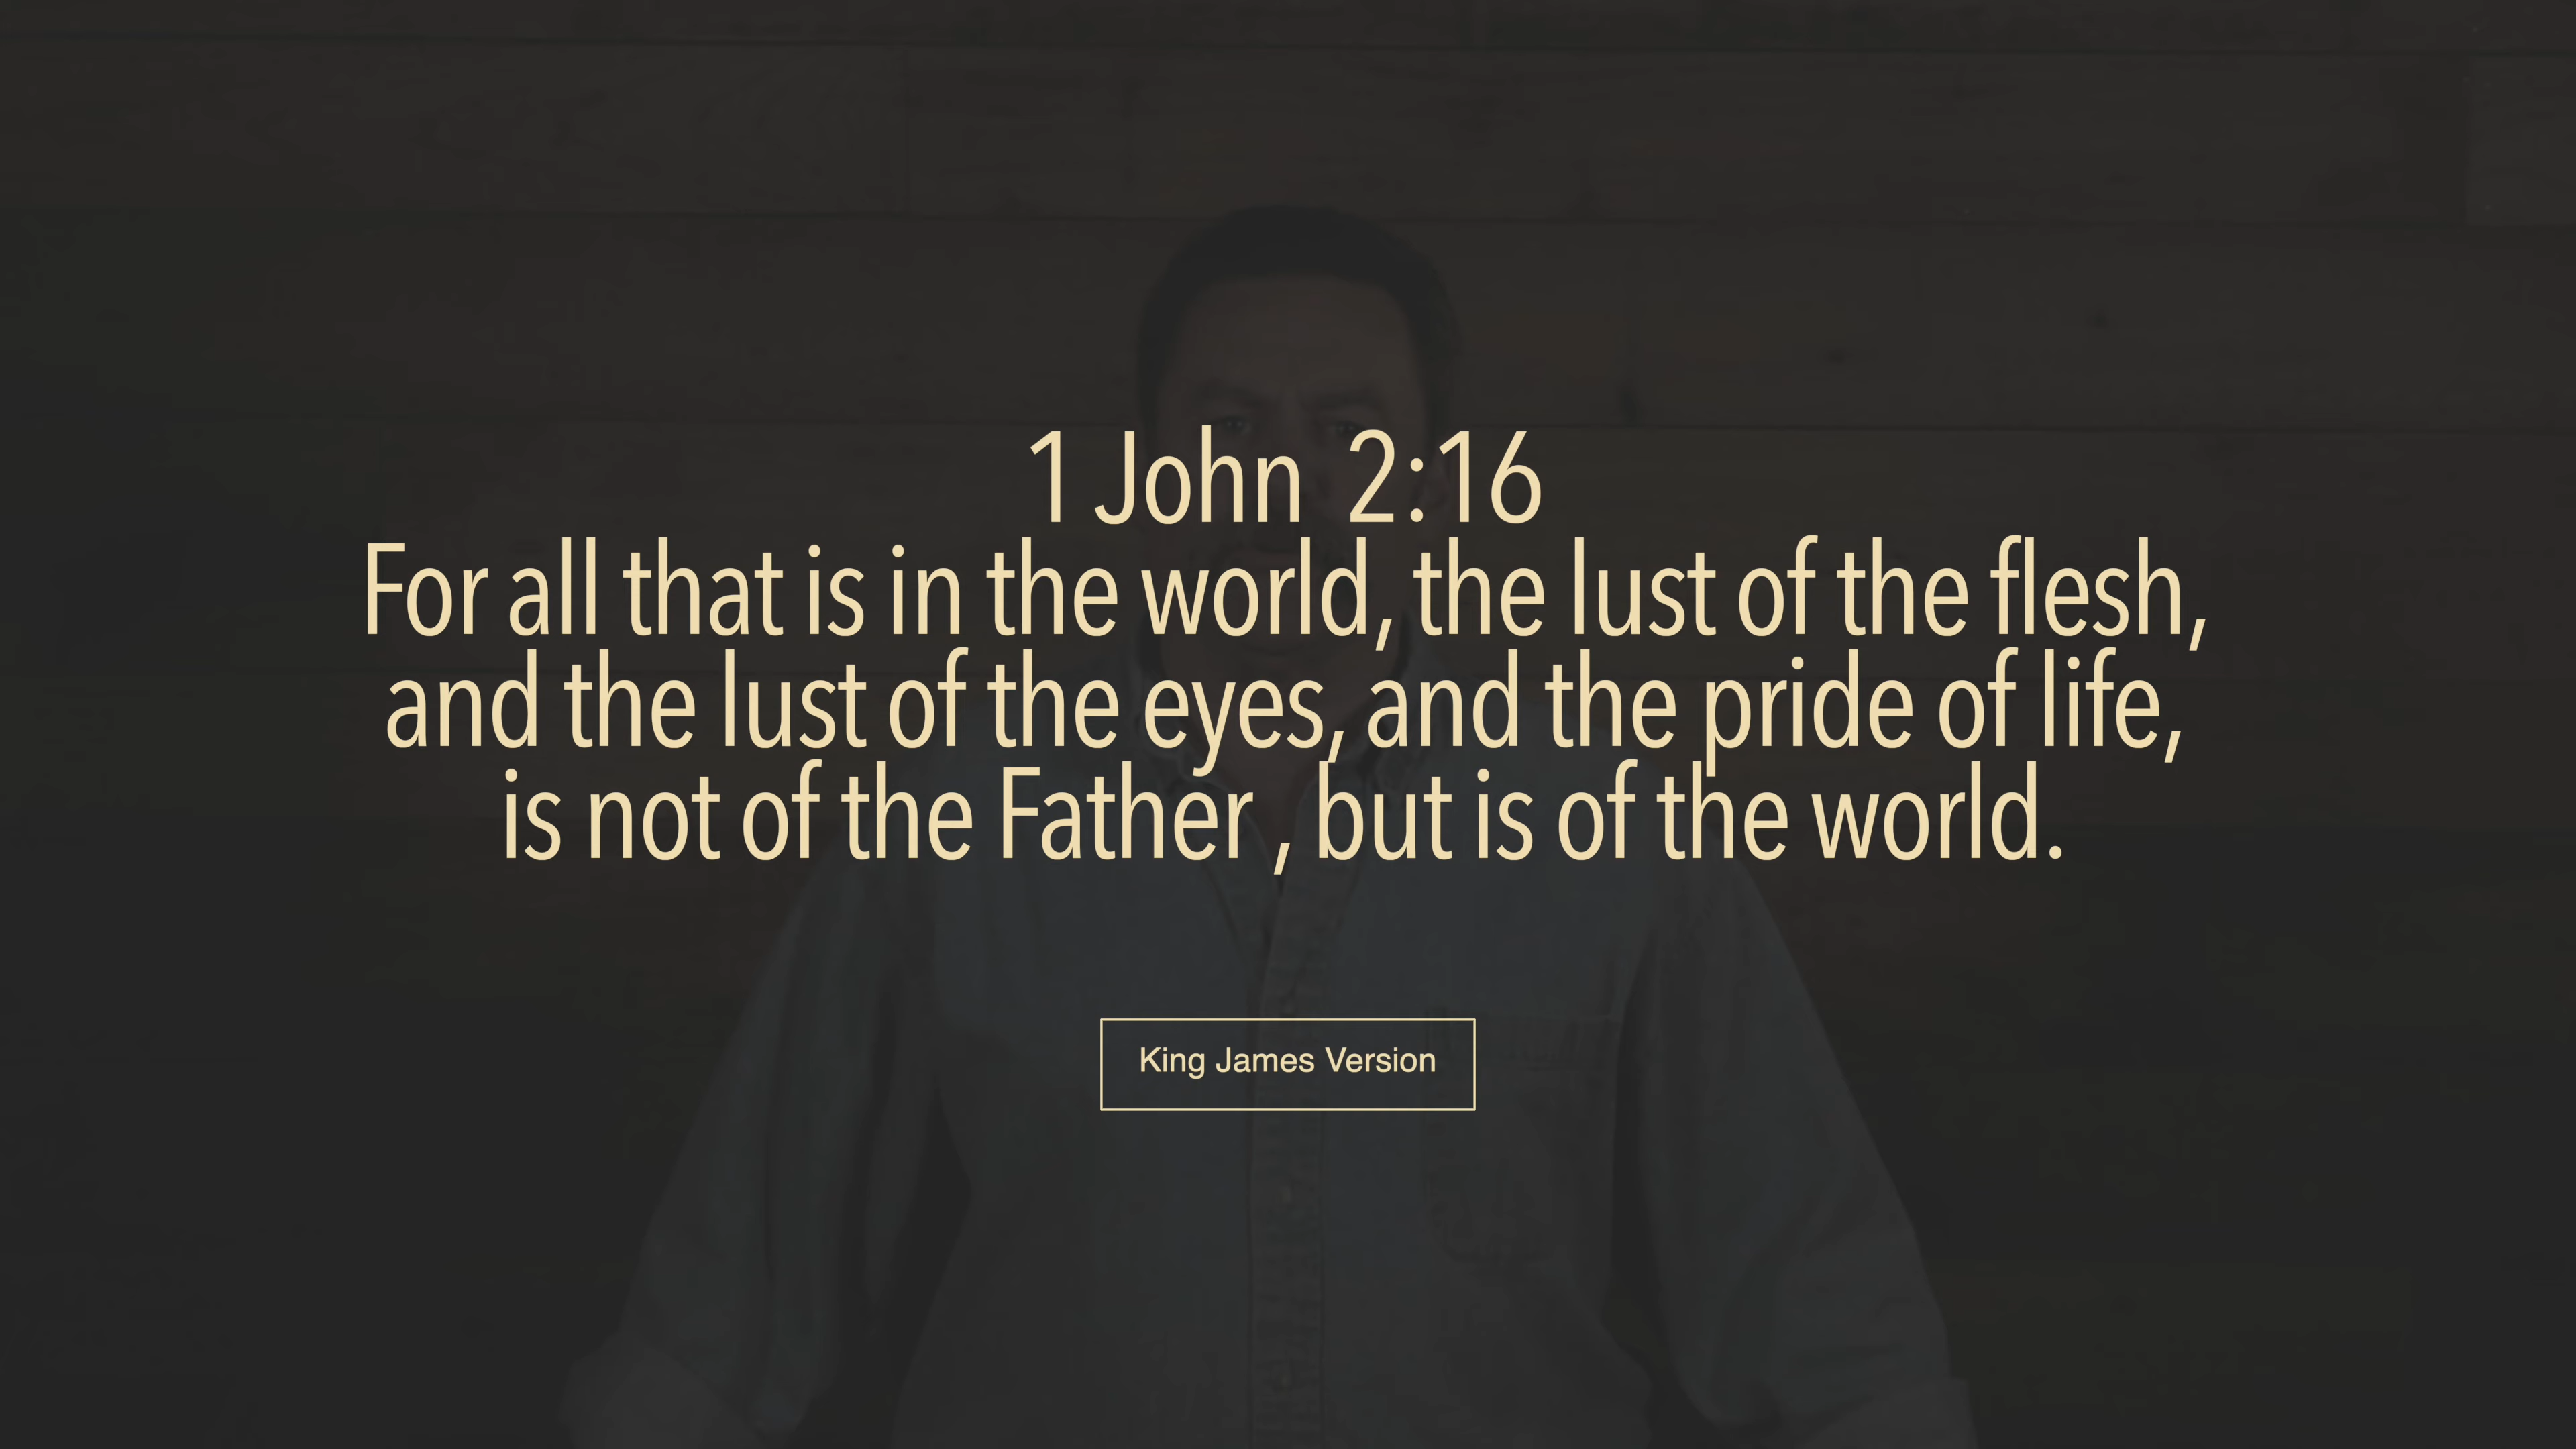 1 John 2:16
For all that is in the world, the lust of the flesh,
and the lust of the eyes, and the pride of life,
is not of the Father , but is of the world.
King James Version